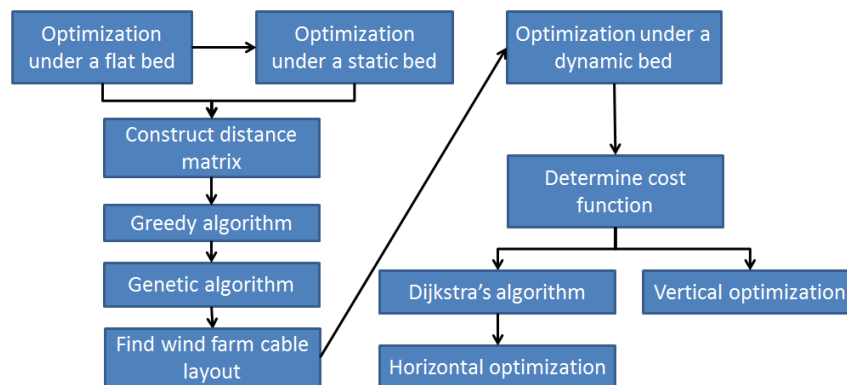 Optimization
under a flat bed
Optimization
under a static bed
Optimization under a
dynamic bed
Construct distance
matrix
Greedy algorithm
Genetic algorithm
Find wind farm cable
layout
Determine cost
function
Dijkstra’s algorithm
Vertical optimization
Horizontal optimization